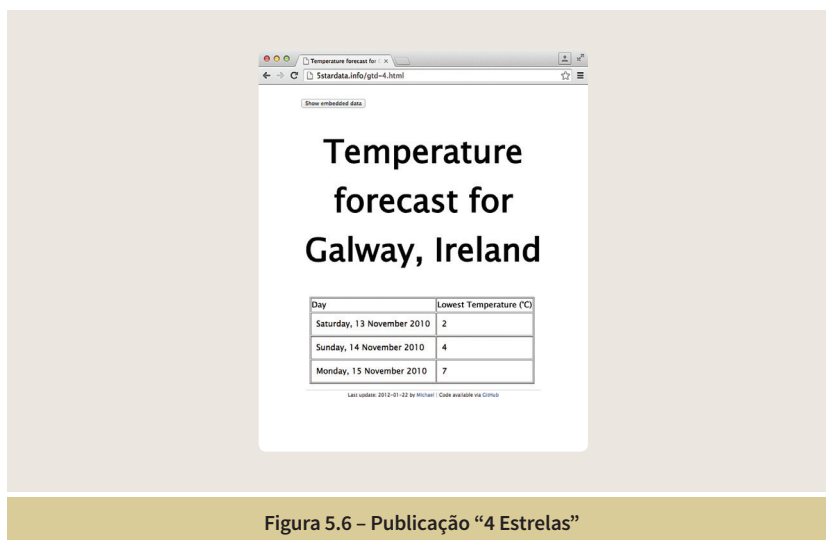 Temperature forecast for
5stardata.info/gtd-4.html
Show embedded data
Temperature
forecast for
Galway, Ireland
Day Lowest Temperature (°C)
Saturday, 13 November 2010 2
Sunday, 14 November 2010 4
Monday, 15 November 2010 7
Last update: 2012-01-22 by Michael | Code available via GitHub
Figura 5.6 – Publicação “4 Estrelas”